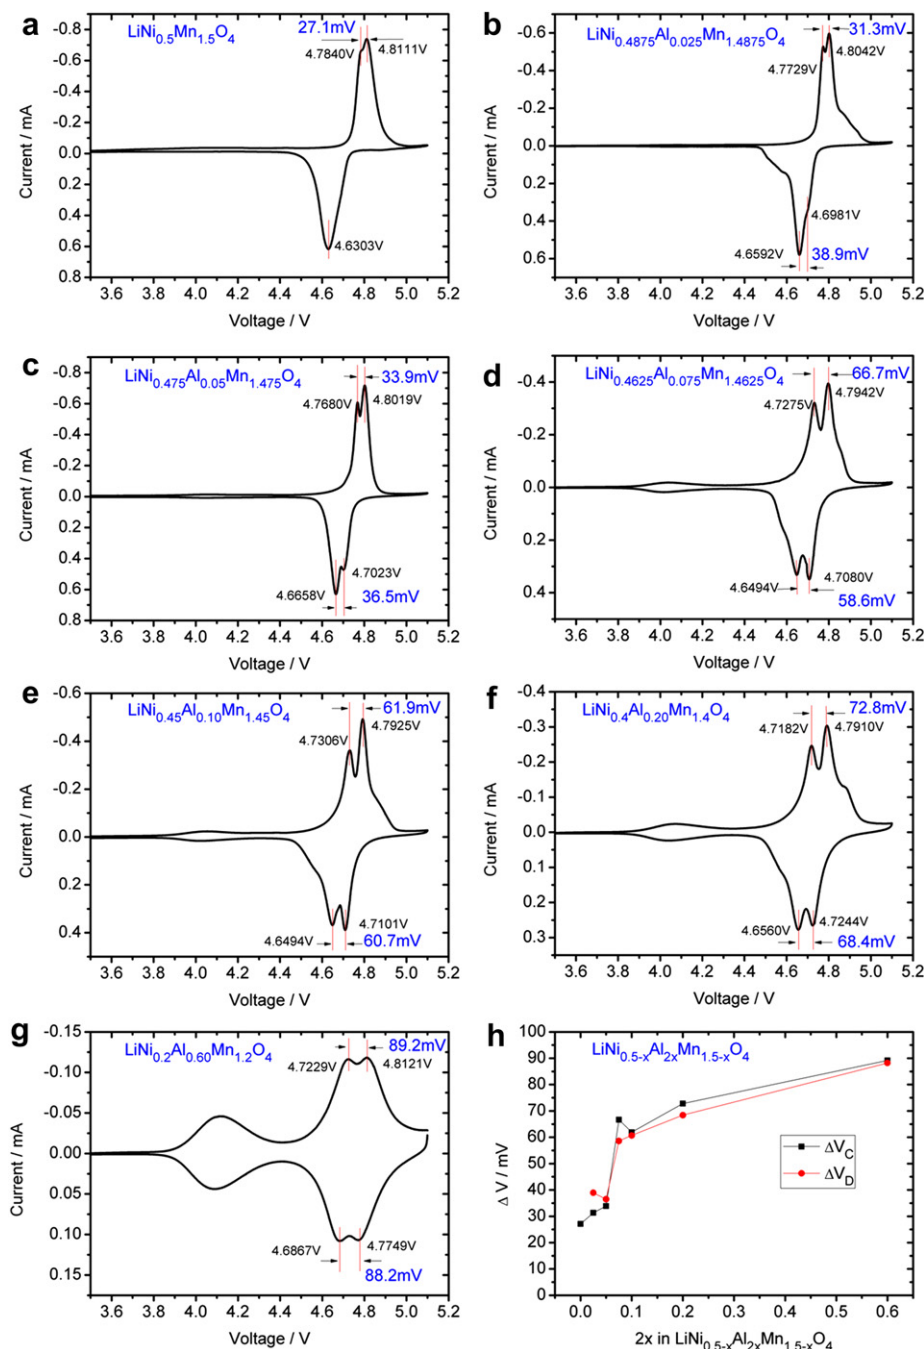 a
LiNi0.5Mn1.5O4
27.1mV
4.7840V
4.8111V
4.6303V
Current / mA
-0.8
-0.6
-0.4
-0.2
0.0
0.2
0.4
0.6
0.8
3.6 3.8 4.0 4.2 4.4 4.6 4.8 5.0 5.2
Voltage / V
b
LiNi0.4875Al0.025Mn1.4875O4
31.3mV
4.7729V
4.8042V
4.6981V
4.6592V
38.9mV
Current / mA
-0.6
-0.4
-0.2
0.0
0.2
0.4
0.6
3.6 3.8 4.0 4.2 4.4 4.6 4.8 5.0 5.2
Voltage / V
c
LiNi0.475Al0.05Mn1.475O4
33.9mV
4.7680V
4.8019V
4.7023V
4.6658V
36.5mV
Current / mA
-0.8
-0.6
-0.4
-0.2
0.0
0.2
0.4
0.6
0.8
3.6 3.8 4.0 4.2 4.4 4.6 4.8 5.0 5.2
Voltage / V
d
LiNi0.4625Al0.075Mn1.4625O4
66.7mV
4.7275V
4.7942V
4.6494V
4.7080V
58.6mV
Current / mA
-0.4
-0.2
0.0
0.2
0.4
3.6 3.8 4.0 4.2 4.4 4.6 4.8 5.0 5.2
Voltage / V
e
LiNi0.45Al0.10Mn1.45O4
61.9mV
4.7306V
4.7925V
4.7101V
4.6494V
60.7mV
Current / mA
-0.6
-0.4
-0.2
0.0
0.2
0.4
3.6 3.8 4.0 4.2 4.4 4.6 4.8 5.0 5.2
Voltage / V
f
LiNi0.4Al0.20Mn1.4O4
72.8mV
4.7182V
4.7910V
4.6560V
4.7244V
68.4mV
Current / mA
-0.4
-0.3
-0.2
-0.1
0.0
0.1
0.2
0.3
3.6 3.8 4.0 4.2 4.4 4.6 4.8 5.0 5.2
Voltage / V
g
LiNi0.2Al0.60Mn1.2O4
89.2mV
4.7229V
4.8121V
4.6867V
4.7749V
88.2mV
Current / mA
-0.15
-0.10
-0.05
0.00
0.05
0.10
0.15
3.6 3.8 4.0 4.2 4.4 4.6 4.8 5.0 5.2
Voltage / V
h
LiNi0.5-xAl2xMn1.5-xO4
ΔVC
ΔVD
Δ V / mV
100
90
80
70
60
50
40
30
20
10
0
0.0 0.1 0.2 0.3 0.4 0.5 0.6
2x in LiNi0.5-xAl2xMn1.5-xO4